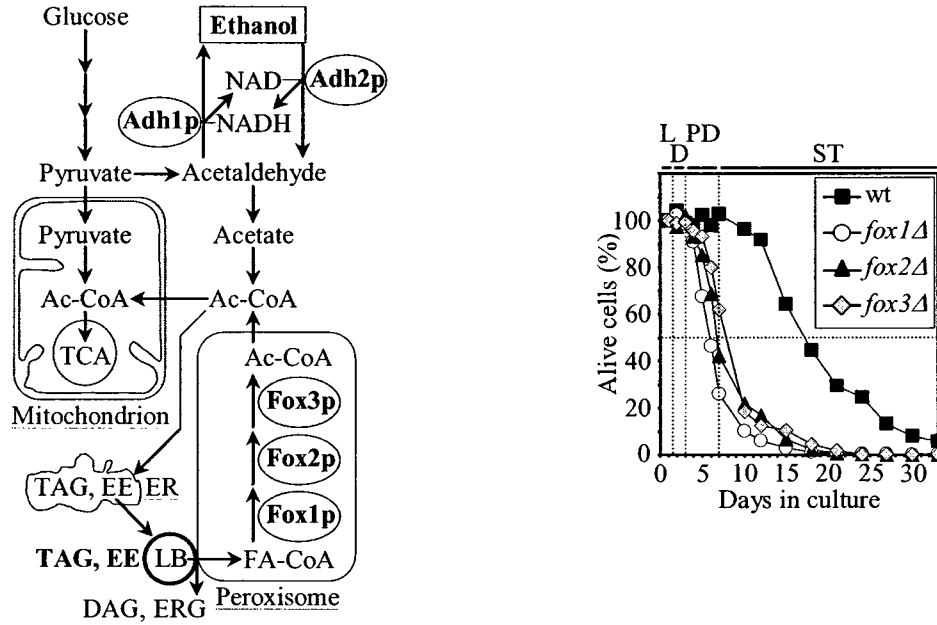 Glucose
Ethanol
NAD
Adh2p
Adh1p
NADH
Pyruvate
Acetaldehyde
Pyruvate
Acetate
Ac-CoA
Ac-CoA
TCA
Ac-CoA
Mitochondrion
Fox3p
Fox2p
TAG, EE ER
Fox1p
TAG, EE LB
FA-CoA
DAG, ERG
Peroxisome
L PD
D ST
Alive cells (%)
100
80
60
40
20
0
0 5 10 15 20 25 30
Days in culture
wt
fox1Δ
fox2Δ
fox3Δ